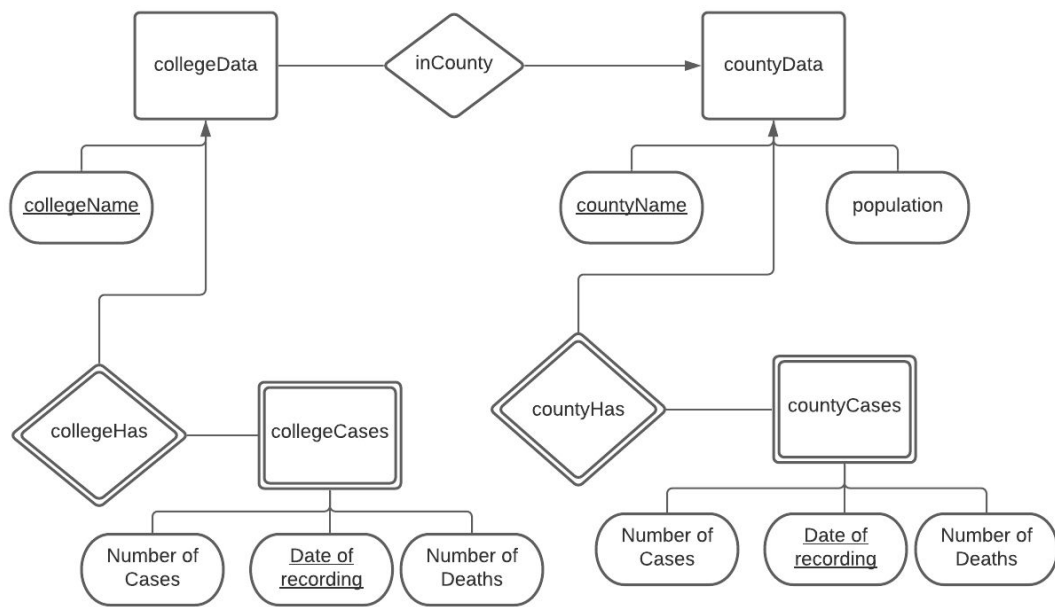 collegeData
inCounty
countyData
collegeName
countyName
population
collegeHas
collegeCases
countyHas
countyCases
Number of
Cases
Date of
recording
Number of
Deaths
Number of
Cases
Date of
recording
Number of
Deaths